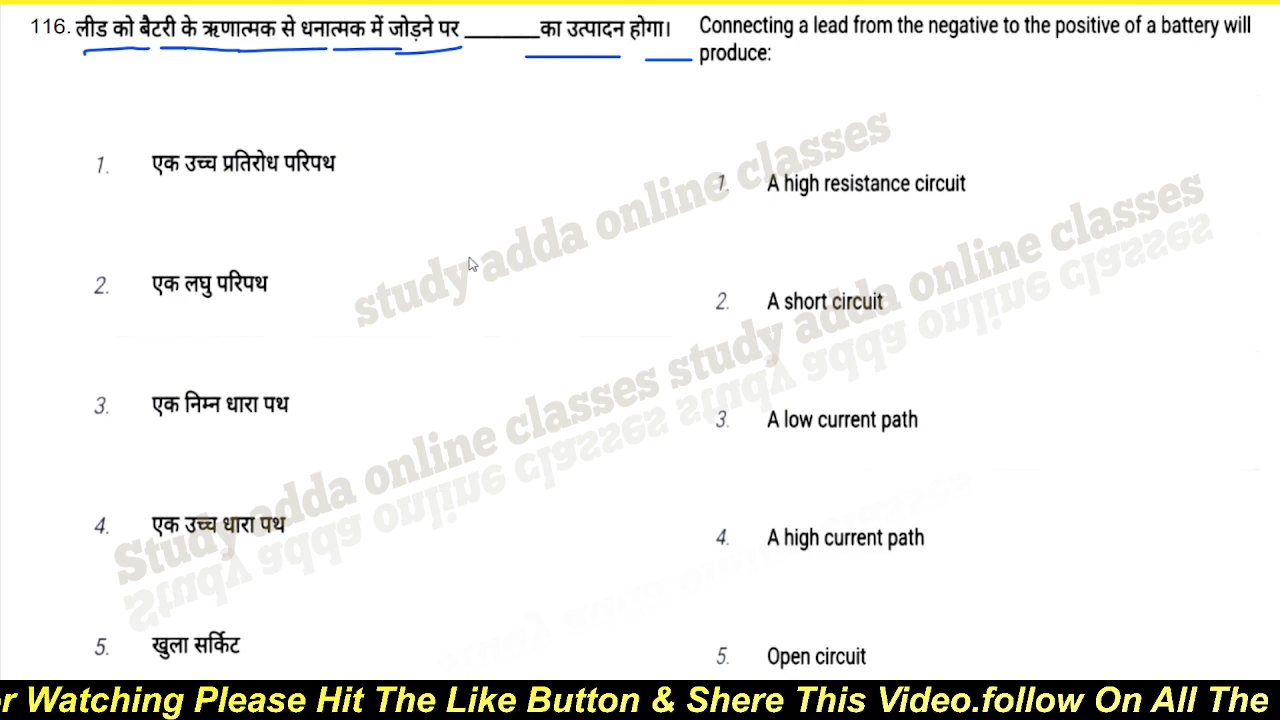 116. लीड को बैटरी के ऋणात्मक से धनात्मक में जोड़ने पर ________का उत्पादन होगा।
Connecting a lead from the negative to the positive of a battery will
produce:
1. एक उच्च प्रतिरोध परिपथ
1. A high resistance circuit
2. एक लघु परिपथ
2. A short circuit
3. एक निम्न धारा पथ
3. A low current path
4. एक उच्च धारा पथ
4. A high current path
5. खुला सर्किट
5. Open circuit
study adda online classes
Study adda online classes study adda online classes
or Watching Please Hit The Like Button & Shere This Video.follow On All The